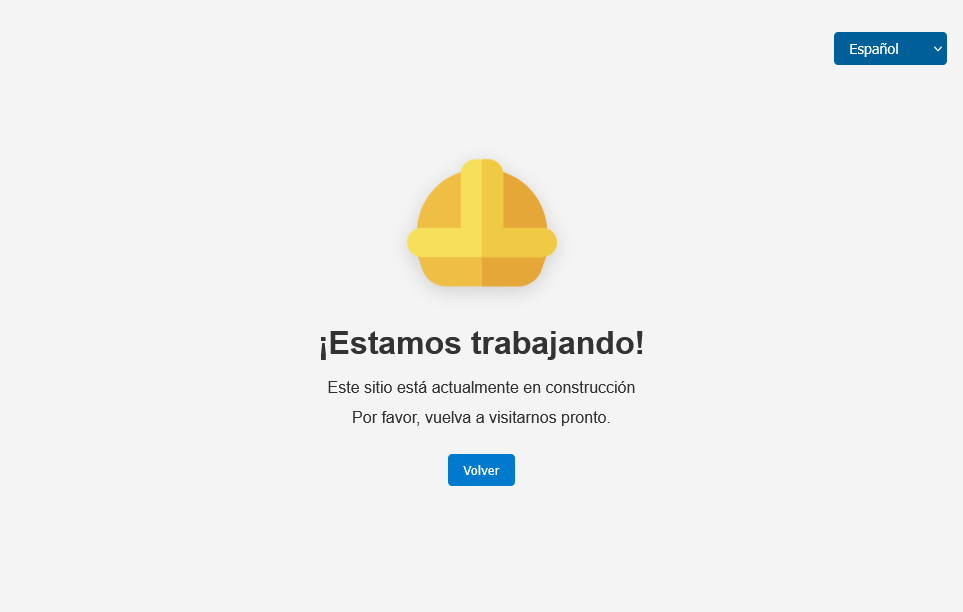 Español
¡Estamos trabajando!
Este sitio está actualmente en construcción
Por favor, vuelva a visitarnos pronto.
Volver